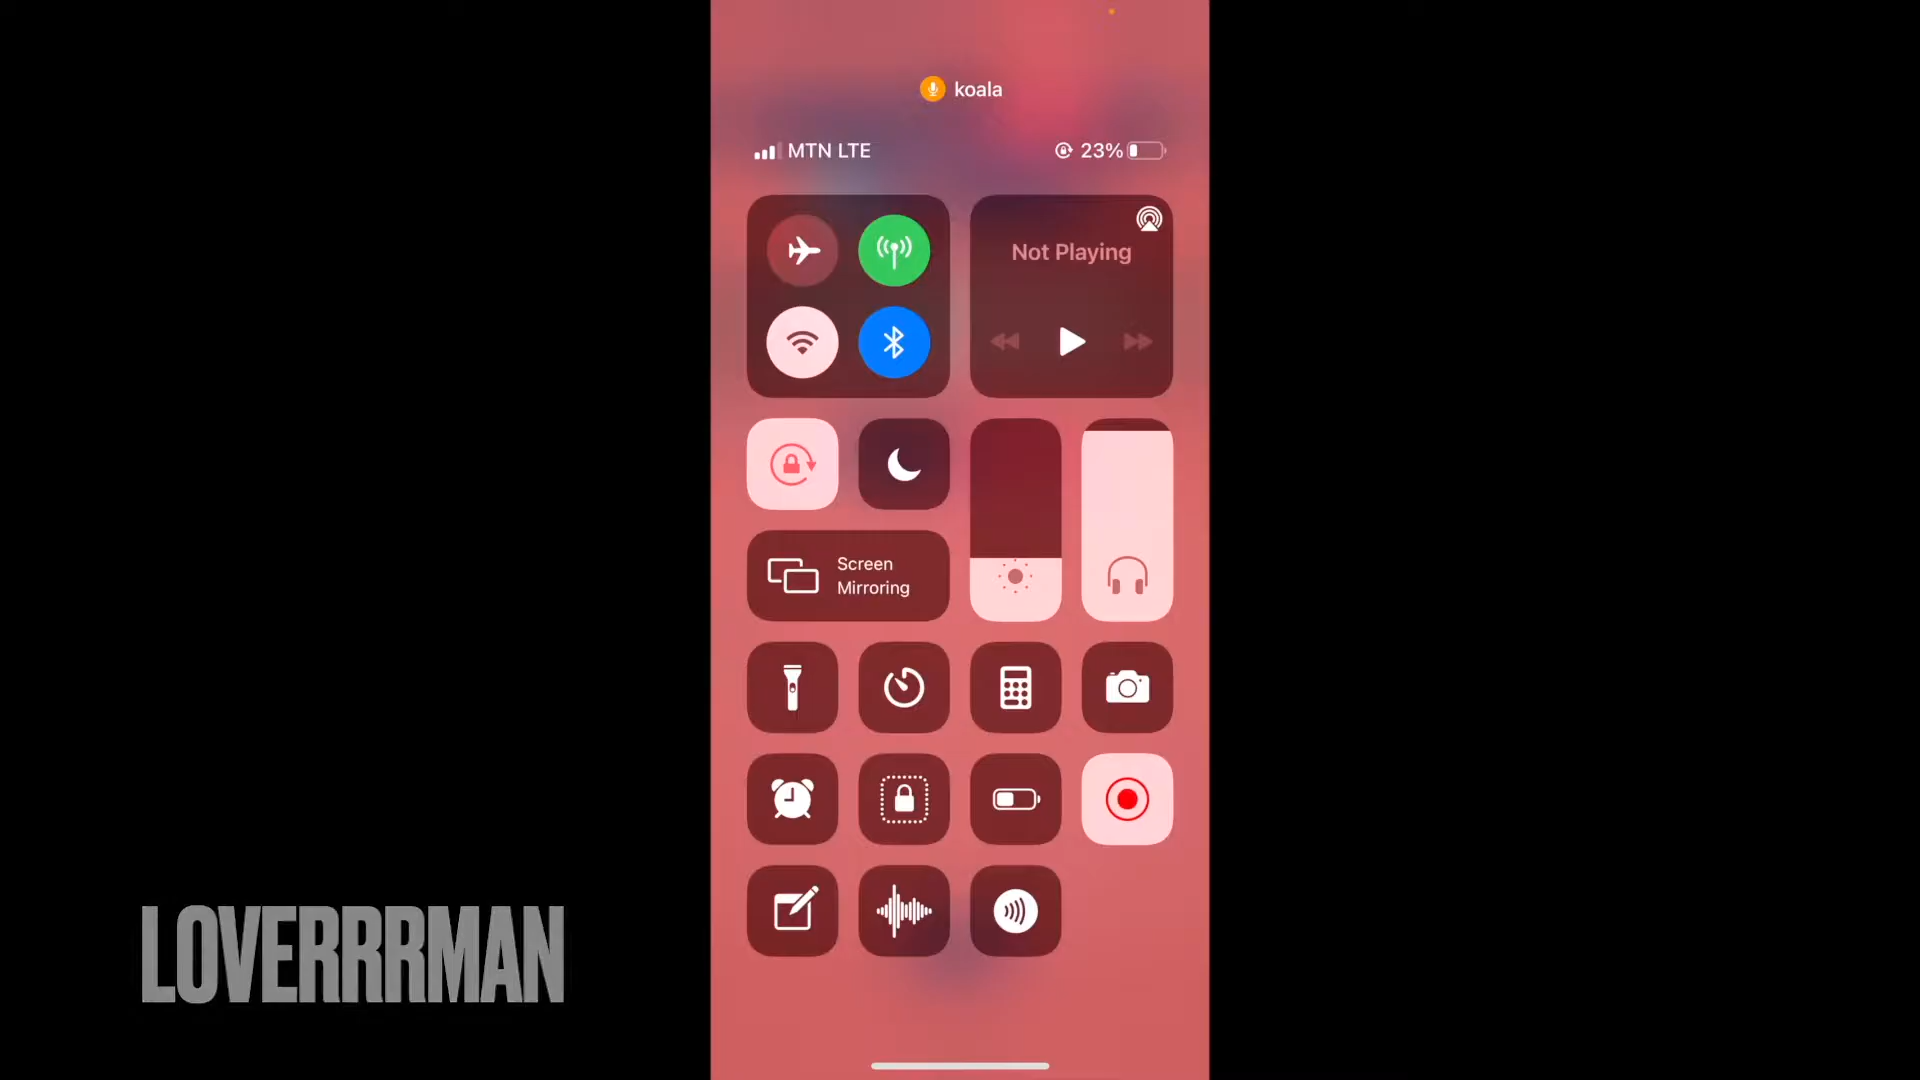 koala
MTN LTE
23%
Not Playing
Screen
Mirroring
LOVERRRMAN